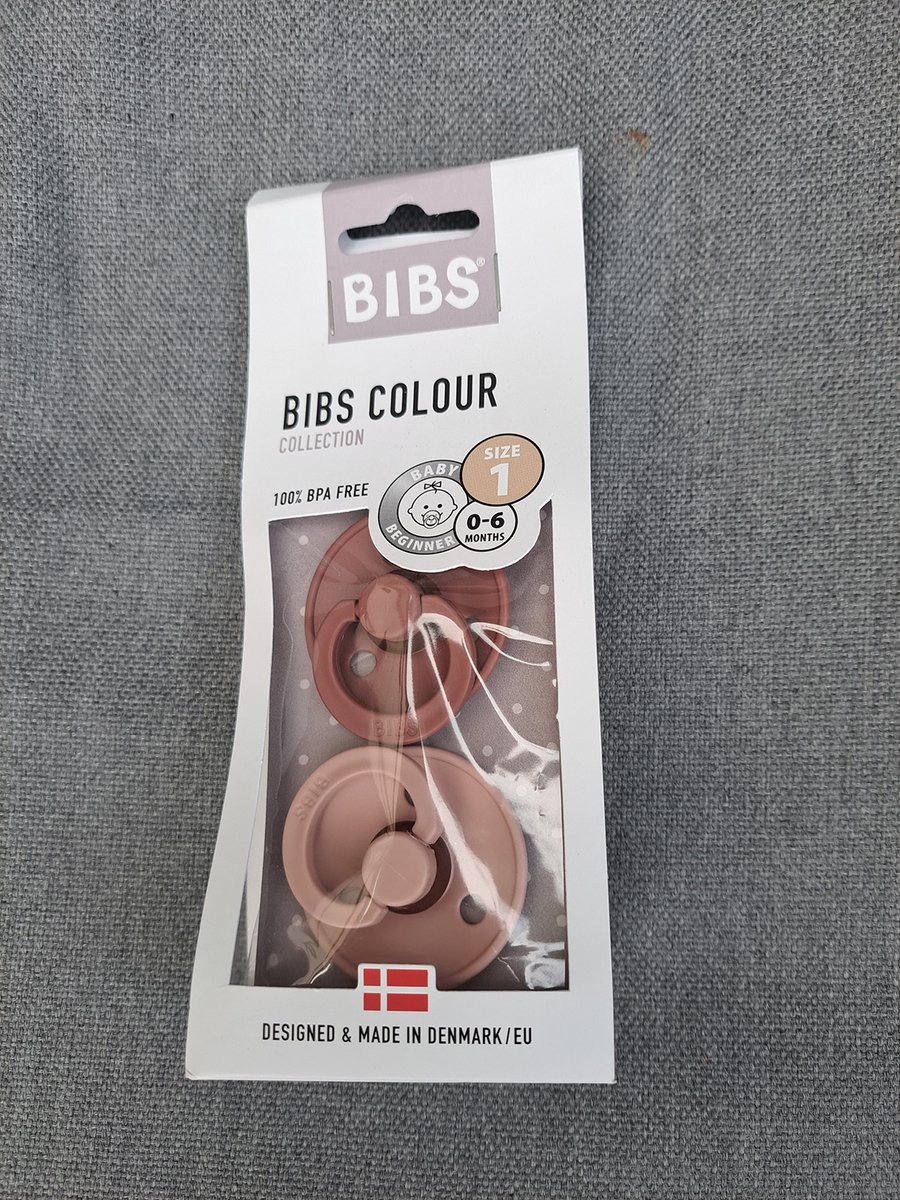 BIBS®
BIBS COLOUR
COLLECTION
100% BPA FREE
BABY
BEGINNER
SIZE
1
0-6
MONTHS
BIBS
BIBS
DESIGNED & MADE IN DENMARK/EU